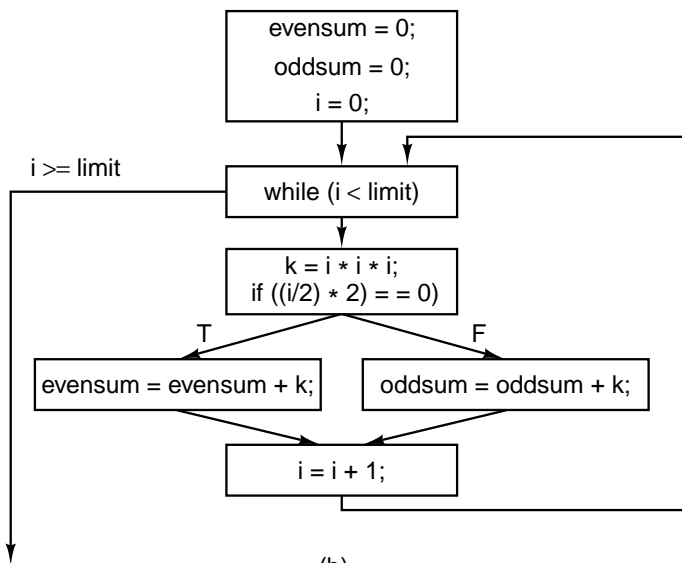 evensum = 0;
oddsum = 0;
i = 0;
i >= limit
while (i < limit)
k = i * i * i;
if ((i/2) * 2) = = 0)
T
F
evensum = evensum + k;
oddsum = oddsum + k;
i = i + 1;